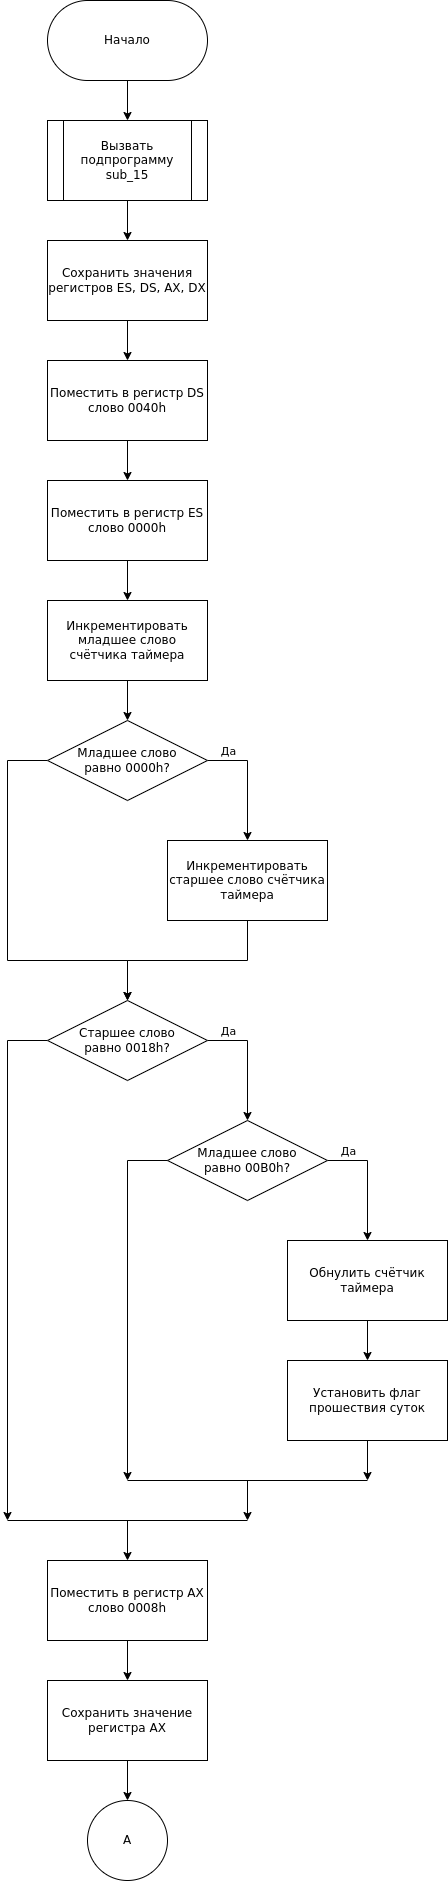 Начало
Вызвать
подпрограмму
sub_15
Сохранить значения
регистров ES, DS, AX, DX
Поместить в регистр DS
слово 0040h
Поместить в регистр ES
слово 0000h
Инкрементировать
младшее слово
счётчика таймера
Младшее слово
равно 0000h?
Да
Инкрементировать
старшее слово счётчика
таймера
Старшее слово
равно 0018h?
Да
Младшее слово
равно 00B0h?
Да
Обнулить счётчик
таймера
Установить флаг
прошествия суток
Поместить в регистр AX
слово 0008h
Сохранить значение
регистра AX
A